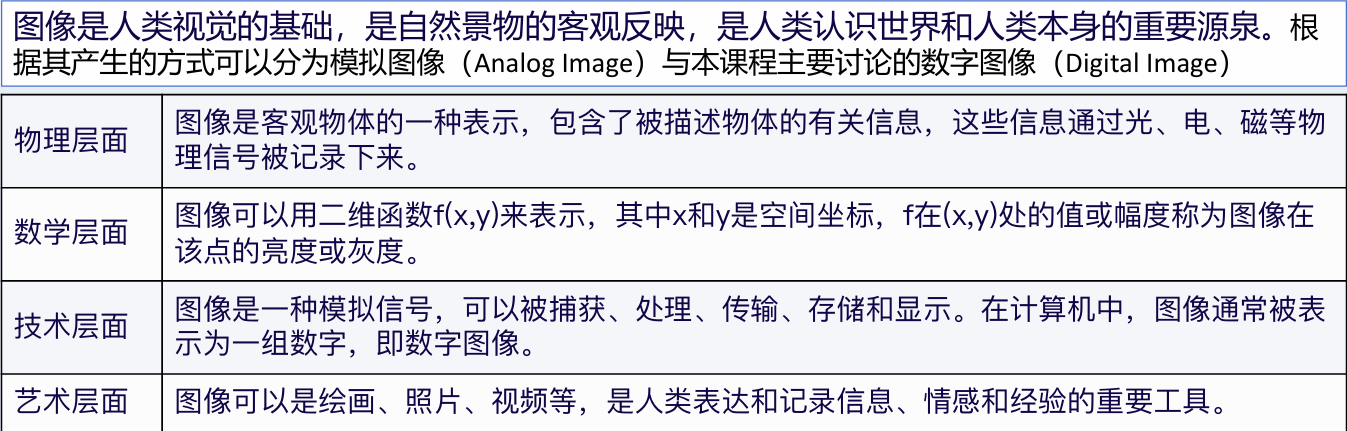 图像是人类视觉的基础，是自然景物的客观反映，是人类认识世界和人类本身的重要源泉。根
据其产生的方式可以分为模拟图像（Analog Image）与本课程主要讨论的数字图像（Digital Image）
物理层面
图像是客观物体的一种表示，包含了被描述物体的有关信息，这些信息通过光、电、磁等物
理信号被记录下来。
数学层面
图像可以用二维函数f(x,y)来表示，其中x和y是空间坐标，f在(x,y)处的值或幅度称为图像在
该点的亮度或灰度。
技术层面
图像是一种模拟信号，可以被捕获、处理、传输、存储和显示。在计算机中，图像通常被表
示为一组数字，即数字图像。
艺术层面
图像可以是绘画、照片、视频等，是人类表达和记录信息、情感和经验的重要工具。